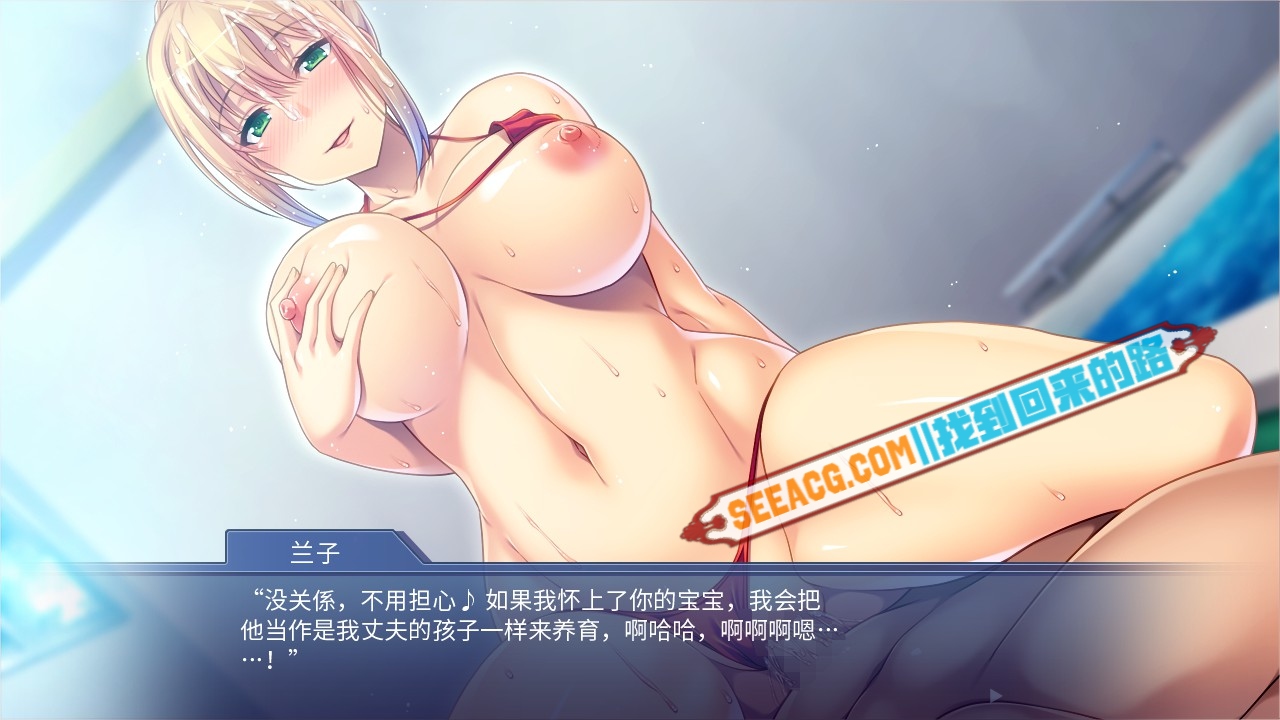 SEEACG.COM||找到回来的路
兰子
“没关係，不用担心♪ 如果我怀上了你的宝宝，我会把
他当作是我丈夫的孩子一样来养育，啊哈哈，啊啊啊嗯…
…！”